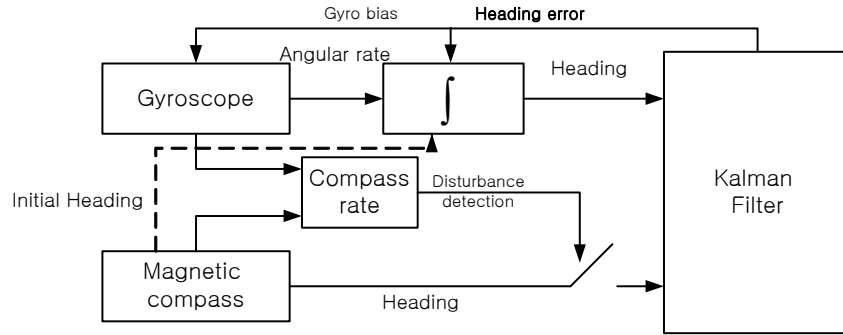 Gyro bias
Heading error
Angular rate
Heading
Gyroscope
∫
Kalman
Filter
Compass
rate
Disturbance
detection
Initial Heading
Magnetic
compass
Heading